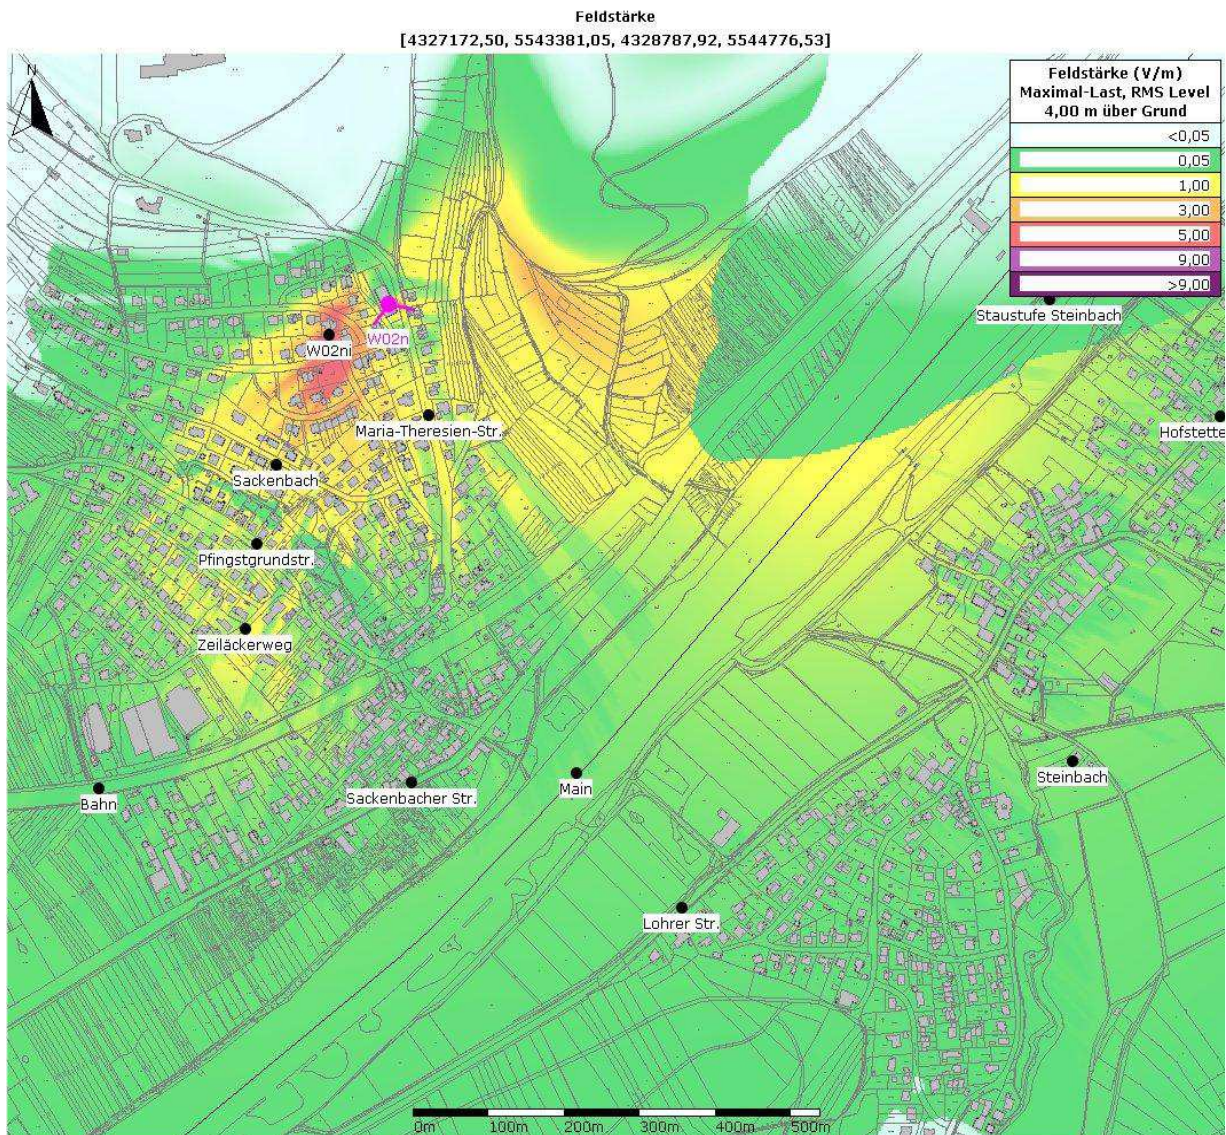 Feldstärke
[4327172,50, 5543381,05, 4328787,92, 5544776,53]
N
Feldstärke (V/m)
Maximal-Last, RMS Level
4,00 m über Grund
<0,05
0,05
1,00
3,00
5,00
9,00
>9,00
Staustufe Steinbach
W02n
W02ni
Maria-Theresien-Str.
Hofstette
Sackenbach
Pfingstgrundstr.
Zeiläckerweg
Steinbach
Bahn
Sackenbacher Str.
Main
Lohrer Str.
0m 100m 200m 300m 400m 500m